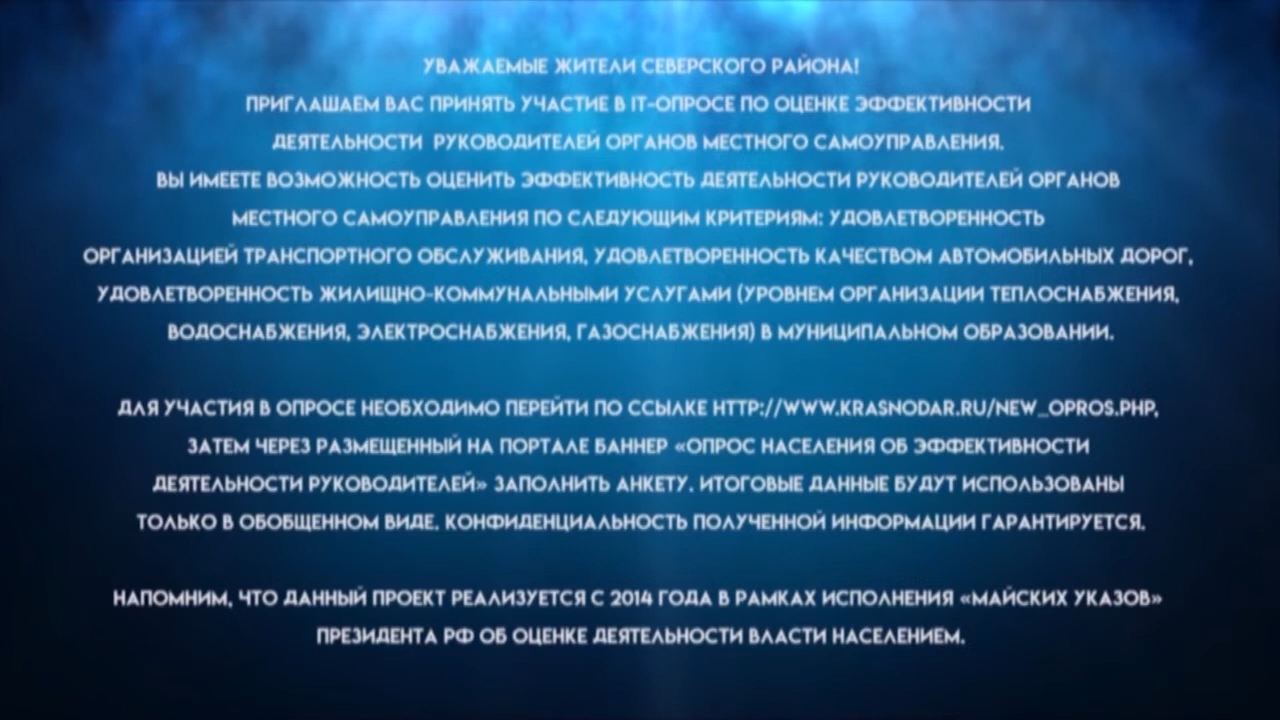 УВАЖАЕМЫЕ ЖИТЕЛИ СЕВЕРСКОГО РАЙОНА!
ПРИГЛАШАЕМ ВАС ПРИНЯТЬ УЧАСТИЕ В IT-ОПРОСЕ ПО ОЦЕНКЕ ЭФФЕКТИВНОСТИ
ДЕЯТЕЛЬНОСТИ РУКОВОДИТЕЛЕЙ ОРГАНОВ МЕСТНОГО САМОУПРАВЛЕНИЯ.
ВЫ ИМЕЕТЕ ВОЗМОЖНОСТЬ ОЦЕНИТЬ ЭФФЕКТИВНОСТЬ ДЕЯТЕЛЬНОСТИ РУКОВОДИТЕЛЕЙ ОРГАНОВ
МЕСТНОГО САМОУПРАВЛЕНИЯ ПО СЛЕДУЮЩИМ КРИТЕРИЯМ: УДОВЛЕТВОРЕННОСТЬ
ОРГАНИЗАЦИЕЙ ТРАНСПОРТНОГО ОБСЛУЖИВАНИЯ, УДОВЛЕТВОРЕННОСТЬ КАЧЕСТВОМ АВТОМОБИЛЬНЫХ ДОРОГ,
УДОВЛЕТВОРЕННОСТЬ ЖИЛИЩНО-КОММУНАЛЬНЫМИ УСЛУГАМИ (УРОВНЕМ ОРГАНИЗАЦИИ ТЕПЛОСНАБЖЕНИЯ,
ВОДОСНАБЖЕНИЯ, ЭЛЕКТРОСНАБЖЕНИЯ, ГАЗОСНАБЖЕНИЯ) В МУНИЦИПАЛЬНОМ ОБРАЗОВАНИИ.
ДЛЯ УЧАСТИЯ В ОПРОСЕ НЕОБХОДИМО ПЕРЕЙТИ ПО ССЫЛКЕ HTTP://WWW.KRASNODAR.RU/NEW_OPROS.PHP,
ЗАТЕМ ЧЕРЕЗ РАЗМЕЩЕННЫЙ НА ПОРТАЛЕ БАННЕР «ОПРОС НАСЕЛЕНИЯ ОБ ЭФФЕКТИВНОСТИ
ДЕЯТЕЛЬНОСТИ РУКОВОДИТЕЛЕЙ» ЗАПОЛНИТЬ АНКЕТУ. ИТОГОВЫЕ ДАННЫЕ БУДУТ ИСПОЛЬЗОВАНЫ
ТОЛЬКО В ОБОБЩЕННОМ ВИДЕ. КОНФИДЕНЦИАЛЬНОСТЬ ПОЛУЧЕННОЙ ИНФОРМАЦИИ ГАРАНТИРУЕТСЯ.
НАПОМНИМ, ЧТО ДАННЫЙ ПРОЕКТ РЕАЛИЗУЕТСЯ С 2014 ГОДА В РАМКАХ ИСПОЛНЕНИЯ «МАЙСКИХ УКАЗОВ»
ПРЕЗИДЕНТА РФ ОБ ОЦЕНКЕ ДЕЯТЕЛЬНОСТИ ВЛАСТИ НАСЕЛЕНИЕМ.